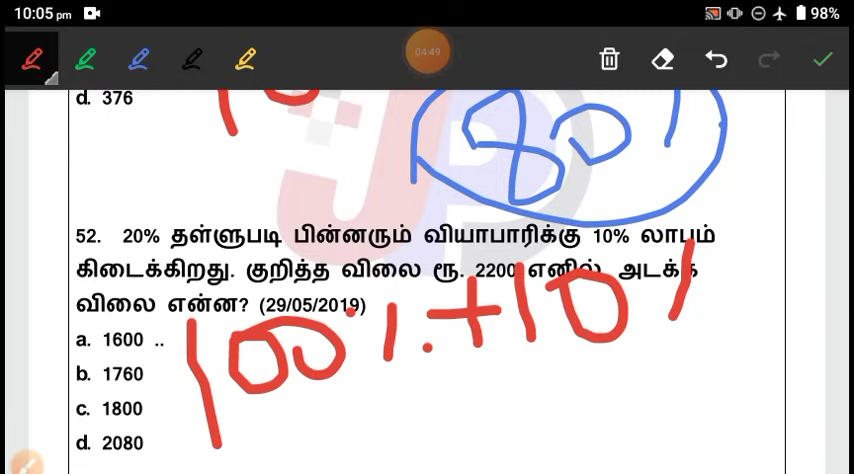 10:05 pm 98%
04:49
d. 376
80%
52. 20% தள்ளுபடி பின்னரும் வியாபாரிக்கு 10% லாபம்
கிடைக்கிறது. குறித்த விலை ரூ. 2200 எனில் அடக்க
விலை என்ன? (29/05/2019)
100% + 10%
a. 1600 ..
b. 1760
c. 1800
d. 2080